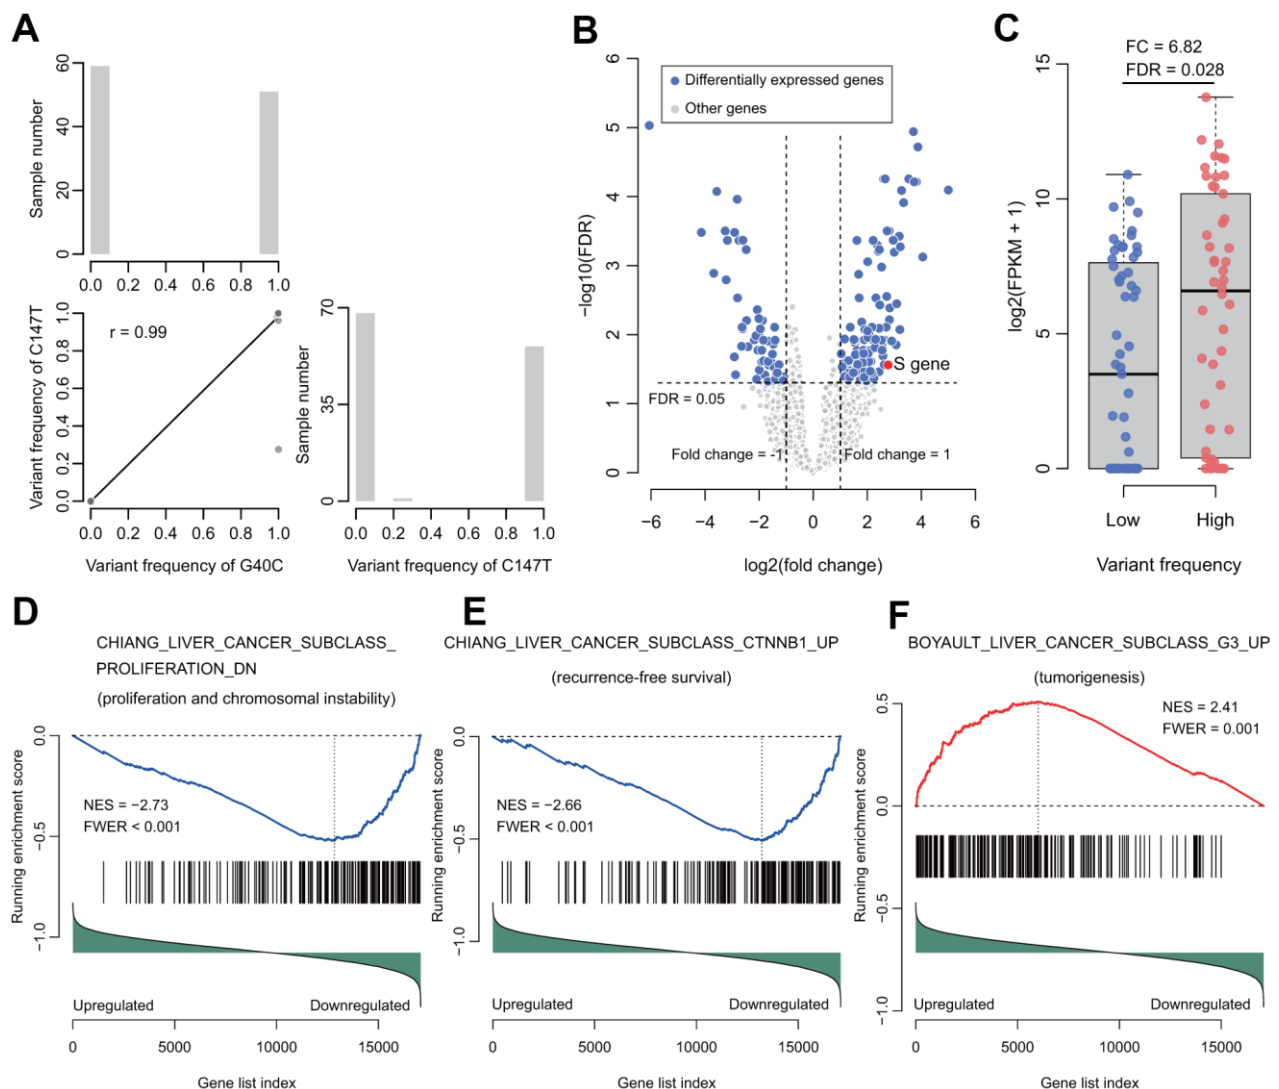 A
Sample number
60
40
20
0
0.0 0.2 0.4 0.6 0.8 1.0
Variant frequency of C147T
1.0
0.8
0.6
0.4
0.2
0.0
r = 0.99
0.0 0.2 0.4 0.6 0.8 1.0
Variant frequency of G40C
Sample number
70
35
0
0.0 0.2 0.4 0.6 0.8 1.0
Variant frequency of C147T
B
−log10(FDR)
6
5
4
3
2
1
0
Differentially expressed genes
Other genes
S gene
FDR = 0.05
Fold change = -1
Fold change = 1
−6 −4 −2 0 2 4 6
log2(fold change)
C
FC = 6.82
FDR = 0.028
log2(FPKM + 1)
15
10
5
0
Low High
Variant frequency
D
CHIANG_LIVER_CANCER_SUBCLASS_
PROLIFERATION_DN
(proliferation and chromosomal instability)
Running enrichment score
0.0
−0.5
−1.0
NES = −2.73
FWER < 0.001
Upregulated Downregulated
0 5000 10000 15000
Gene list index
E
CHIANG_LIVER_CANCER_SUBCLASS_CTNNB1_UP
(recurrence-free survival)
Running enrichment score
0.0
−0.5
−1.0
NES = −2.66
FWER < 0.001
Upregulated Downregulated
0 5000 10000 15000
Gene list index
F
BOYAULT_LIVER_CANCER_SUBCLASS_G3_UP
(tumorigenesis)
Running enrichment score
0.5
0.0
−0.5
−1.0
NES = 2.41
FWER = 0.001
Upregulated Downregulated
0 5000 10000 15000
Gene list index